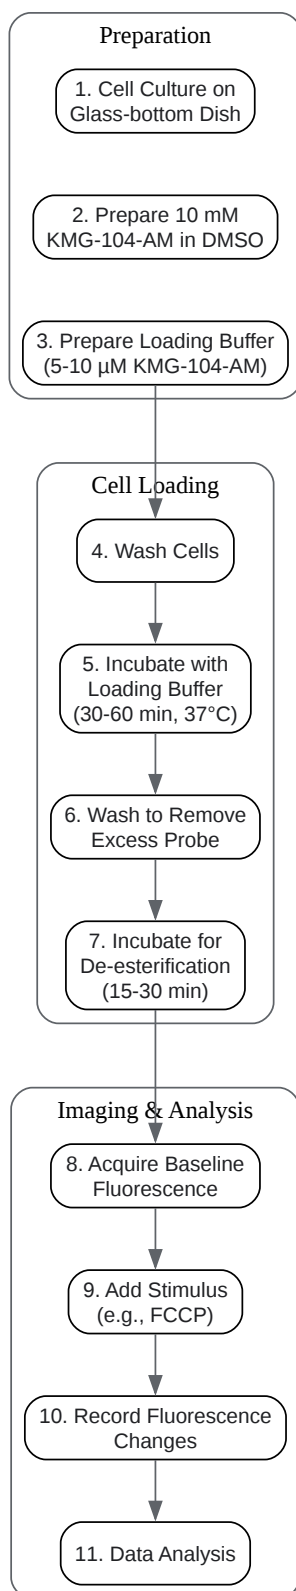 Preparation
1. Cell Culture on
Glass-bottom Dish
2. Prepare 10 mM
KMG-104-AM in DMSO
3. Prepare Loading Buffer
(5-10 µM KMG-104-AM)
Cell Loading
4. Wash Cells
5. Incubate with
Loading Buffer
(30-60 min, 37°C)
6. Wash to Remove
Excess Probe
7. Incubate for
De-esterification
(15-30 min)
Imaging & Analysis
8. Acquire Baseline
Fluorescence
9. Add Stimulus
(e.g., FCCP)
10. Record Fluorescence
Changes
11. Data Analysis